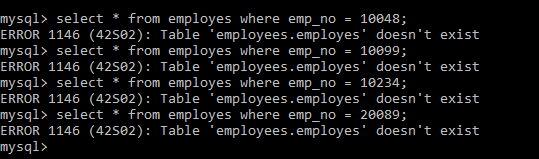 mysql> select * from employes where emp_no = 10048;
ERROR 1146 (42S02): Table 'employees.employes' doesn't exist
mysql> select * from employes where emp_no = 10099;
ERROR 1146 (42S02): Table 'employees.employes' doesn't exist
mysql> select * from employes where emp_no = 10234;
ERROR 1146 (42S02): Table 'employees.employes' doesn't exist
mysql> select * from employes where emp_no = 20089;
ERROR 1146 (42S02): Table 'employees.employes' doesn't exist
mysql>